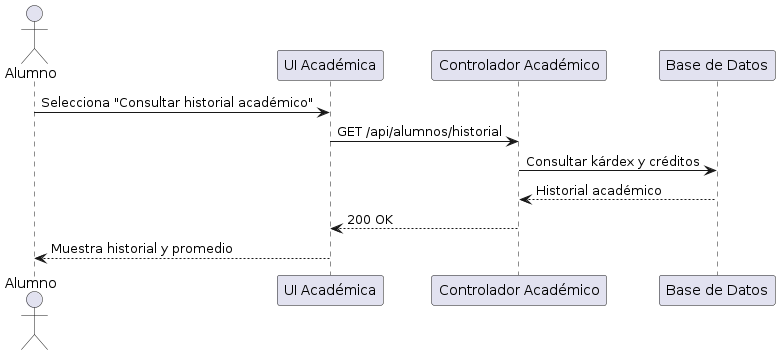 Alumno
UI Académica
Controlador Académico
Base de Datos
Selecciona "Consultar historial académico"
GET /api/alumnos/historial
Consultar kárdex y créditos
Historial académico
200 OK
Muestra historial y promedio
Alumno
UI Académica
Controlador Académico
Base de Datos